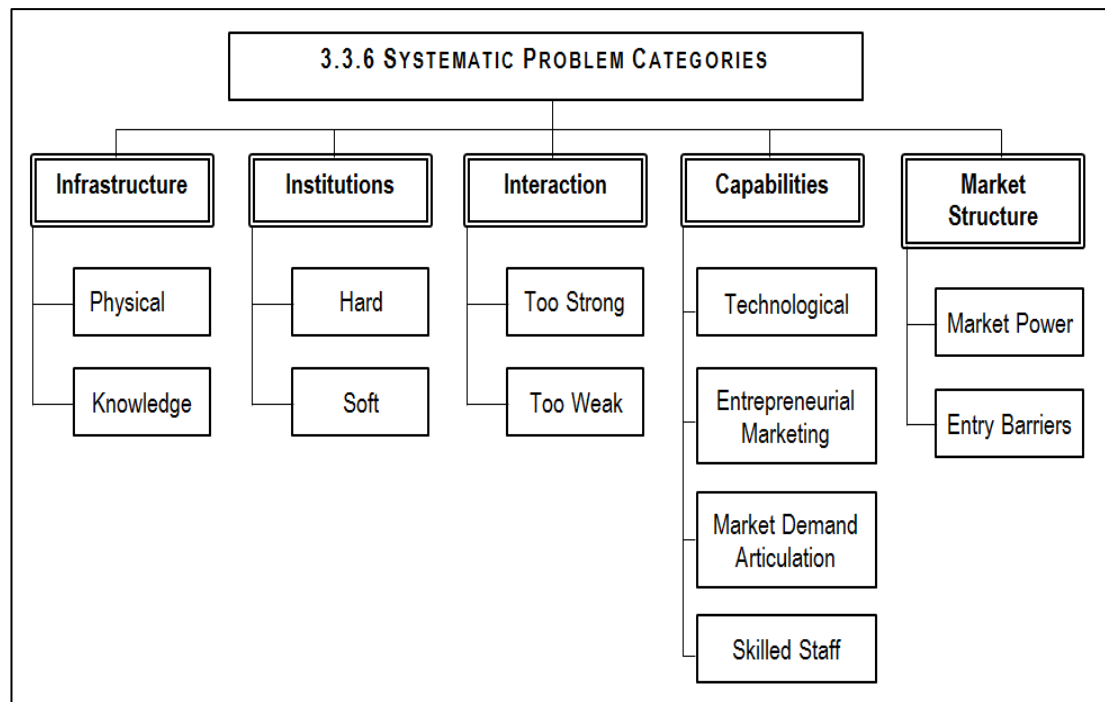 3.3.6 SYSTEMATIC PROBLEM CATEGORIES
Infrastructure
Physical
Knowledge
Institutions
Hard
Soft
Interaction
Too Strong
Too Weak
Capabilities
Technological
Entrepreneurial
Marketing
Market Demand
Articulation
Skilled Staff
Market
Structure
Market Power
Entry Barriers